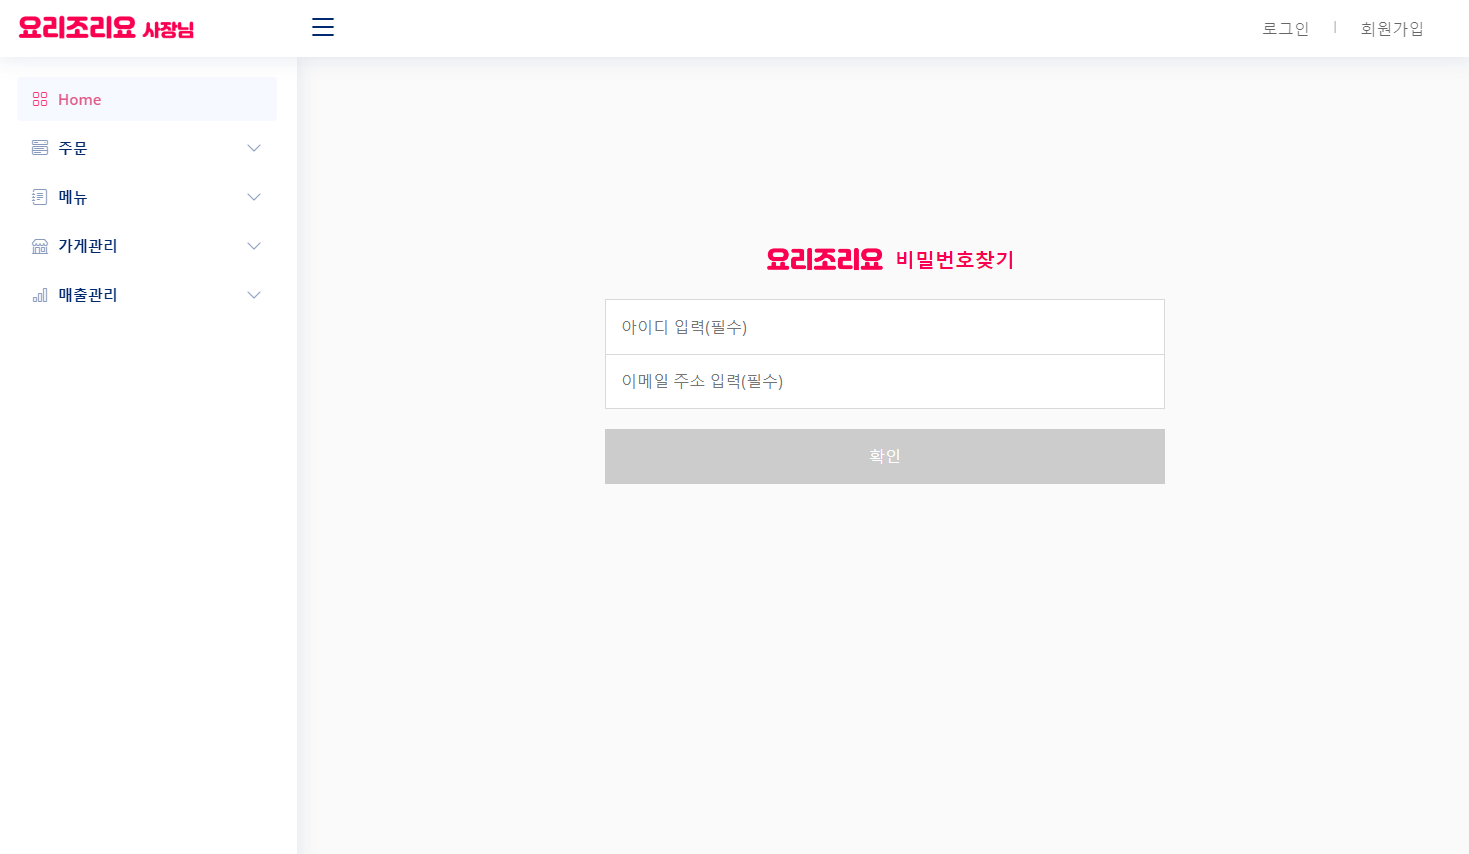 요리조리요 사장님
로그인 | 회원가입
Home
주문
메뉴
가게관리
매출관리
요리조리요 비밀번호찾기
아이디 입력(필수)
이메일 주소 입력(필수)
확인